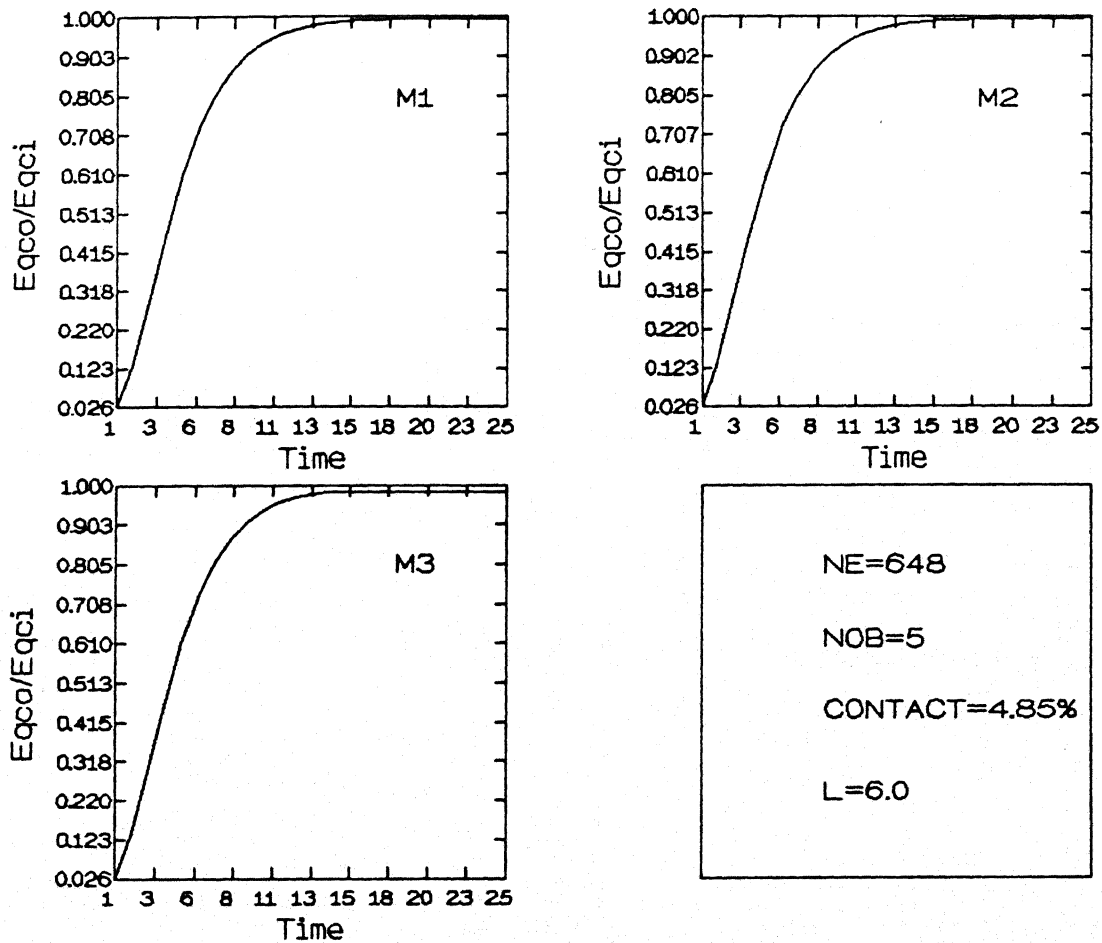 1.000
0.903
0.805
0.708
0.610
0.513
0.415
0.318
0.220
0.123
0.026
Eqco/Eqci
M1
1 3 6 8 11 13 15 18 20 23 25
Time
1.000
0.902
0.805
0.707
0.610
0.513
0.415
0.318
0.220
0.123
0.026
Eqco/Eqci
M2
1 3 6 8 11 13 15 18 20 23 25
Time
1.000
0.903
0.805
0.708
0.610
0.513
0.415
0.318
0.220
0.123
0.026
Eqco/Eqci
M3
1 3 6 8 11 13 15 18 20 23 25
Time
NE=648
NOB=5
CONTACT=4.85%
L=6.0